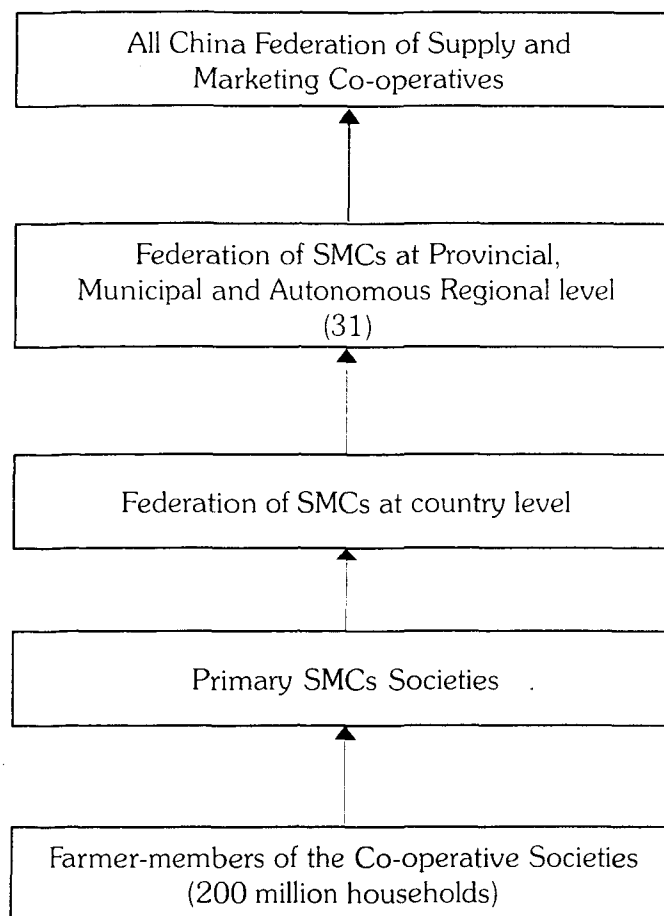 All China Federation of Supply and
Marketing Co-operatives
Federation of SMCs at Provincial,
Municipal and Autonomous Regional level
(31)
Federation of SMCs at country level
Primary SMCs Societies
Farmer-members of the Co-operative Societies
(200 million households)